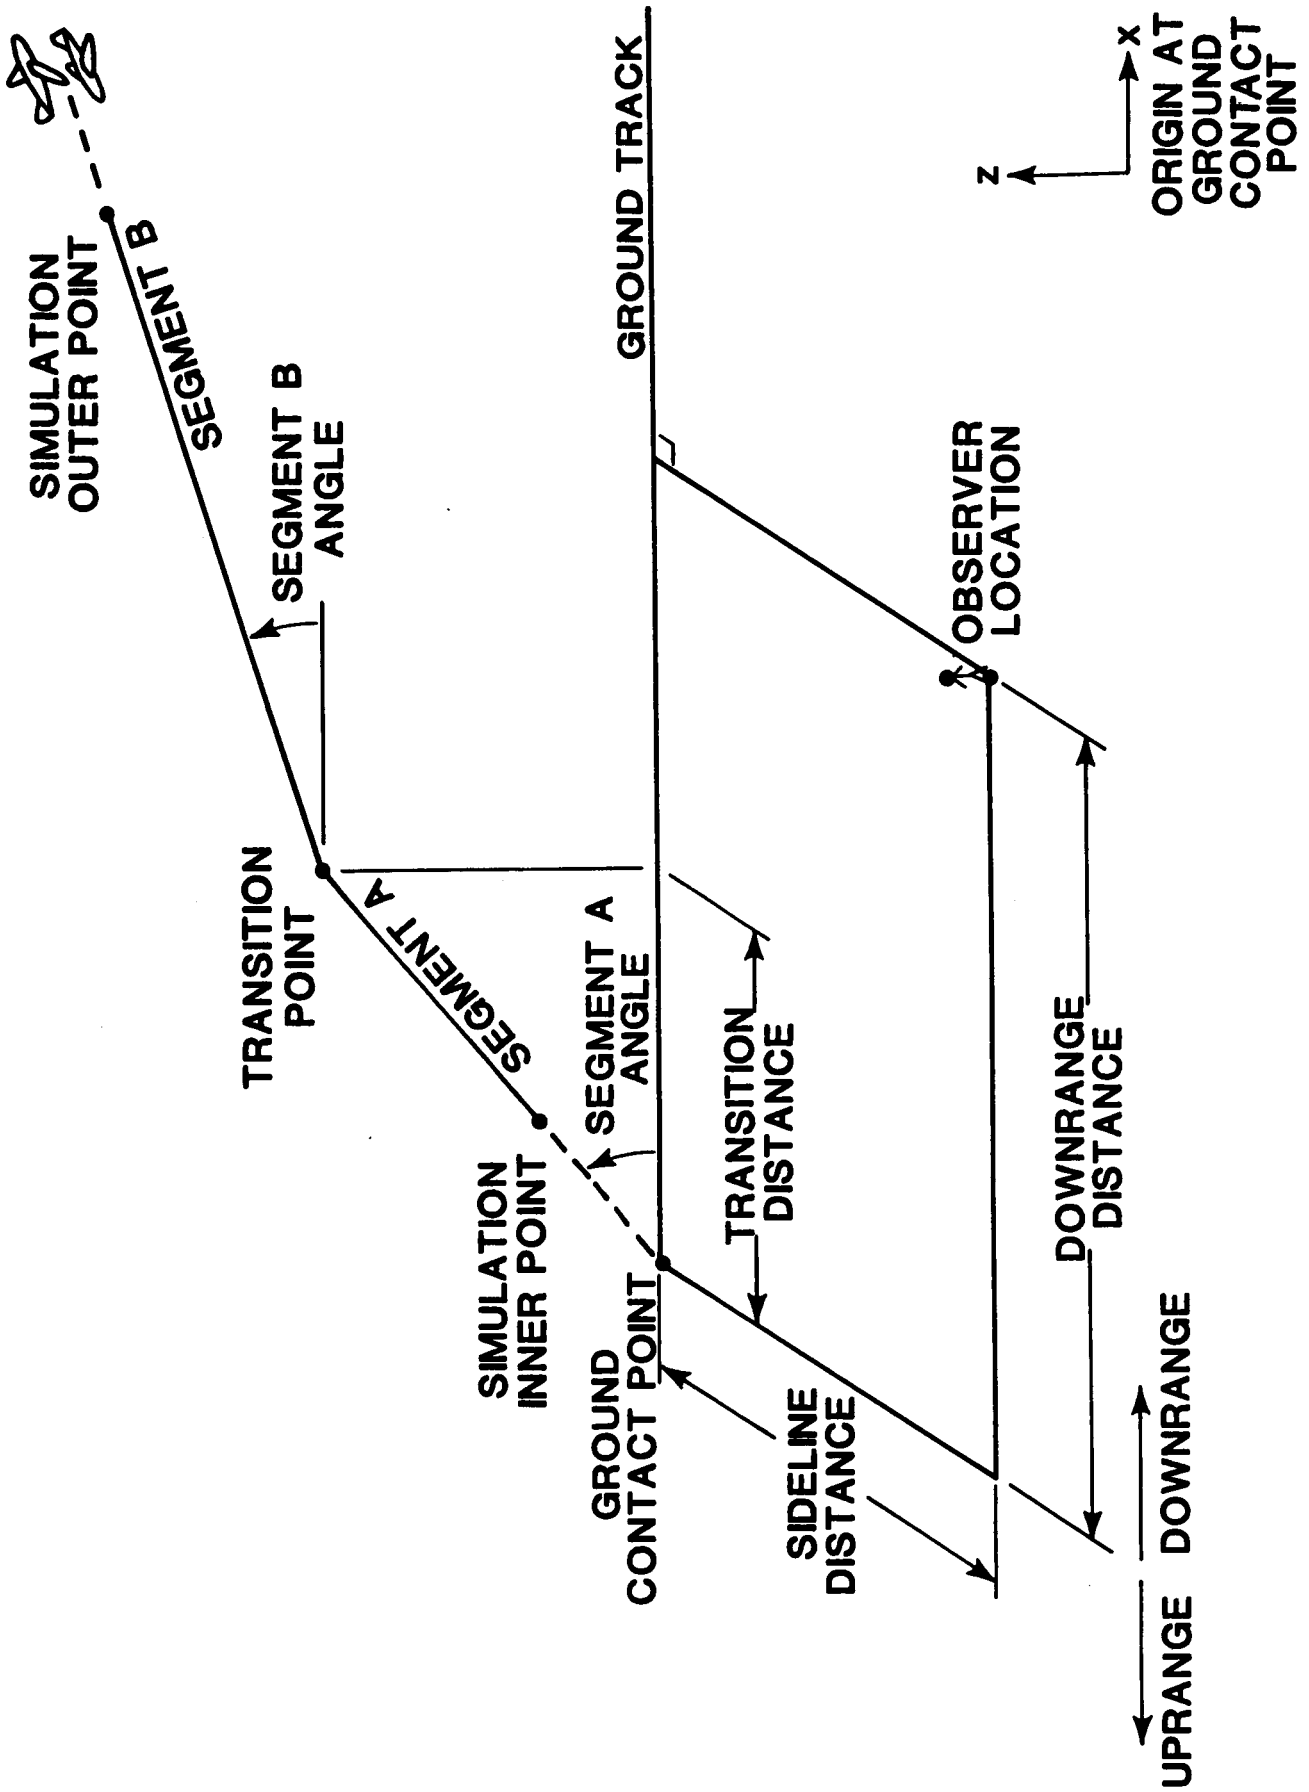 SIMULATION
OUTER POINT
SEGMENT B
SEGMENT B
ANGLE
TRANSITION
POINT
SEGMENT A
SIMULATION
INNER POINT
SEGMENT A
ANGLE
GROUND
CONTACT POINT
GROUND TRACK
TRANSITION
DISTANCE
SIDELINE
DISTANCE
OBSERVER
LOCATION
DOWNRANGE
DISTANCE
UPRANGE
DOWNRANGE
Z
X
ORIGIN AT
GROUND
CONTACT
POINT